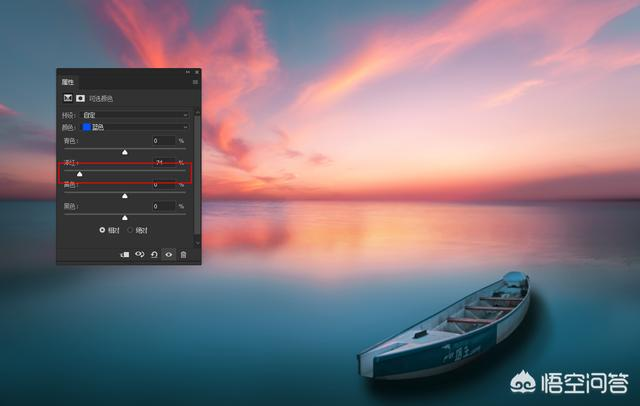 属性
可选颜色
预设: 自定
颜色: 蓝色
青色: 0 %
洋红: -74 %
黄色: 0 %
黑色: 0 %
相对 绝对
悟空问答